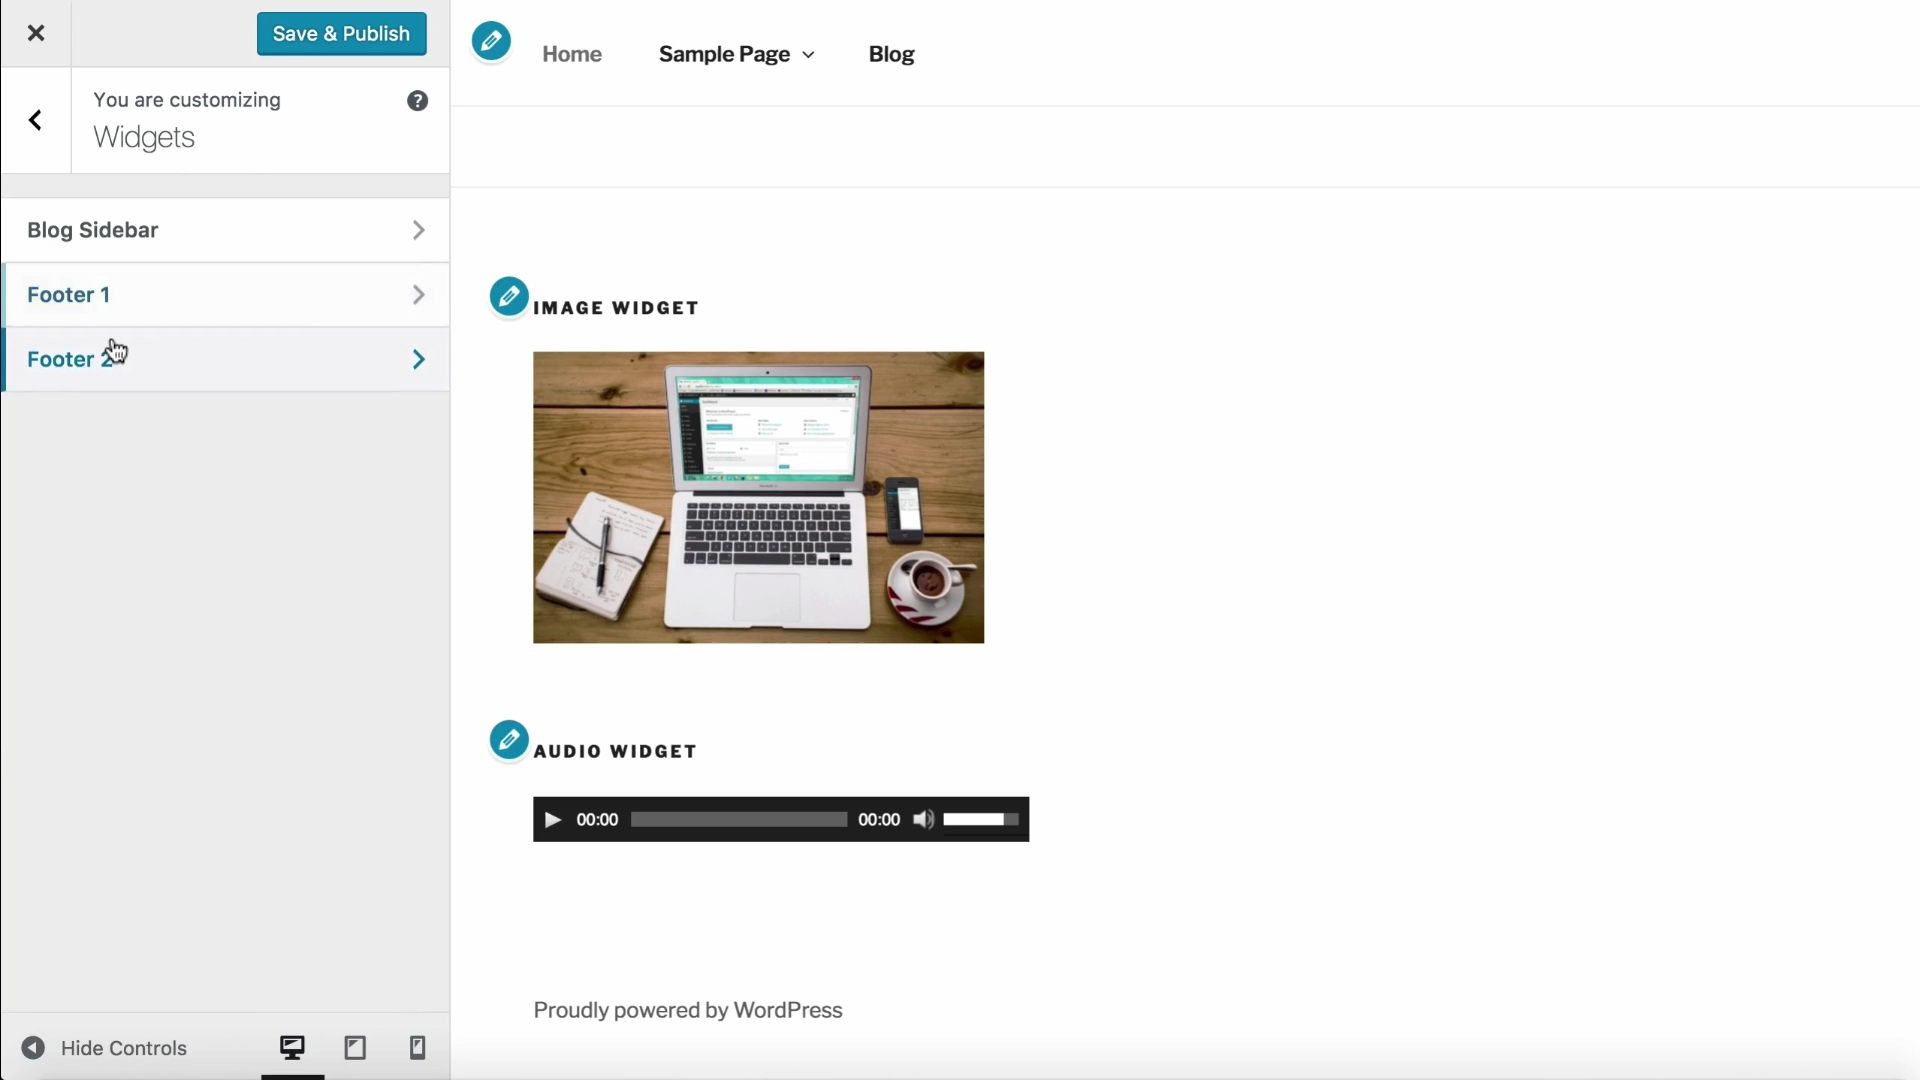 Save & Publish
You are customizing
Widgets
Blog Sidebar
Footer 1
Footer 2
Hide Controls
Home
Sample Page
Blog
IMAGE WIDGET
AUDIO WIDGET
00:00
00:00
Proudly powered by WordPress